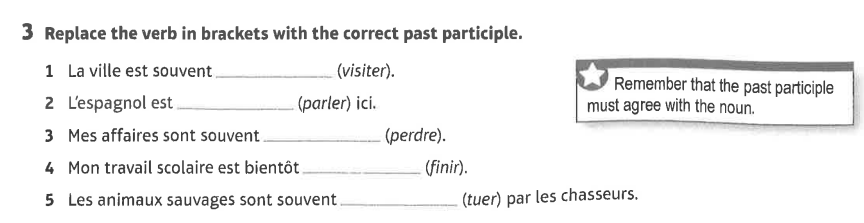 3 Replace the verb in brackets with the correct past participle.
1 La ville est souvent ____________ (visiter).
2 L'espagnol est ____________ (parler) ici.
3 Mes affaires sont souvent ____________ (perdre).
4 Mon travail scolaire est bientôt ____________ (finir).
5 Les animaux sauvages sont souvent ____________ (tuer) par les chasseurs.
Remember that the past participle
must agree with the noun.